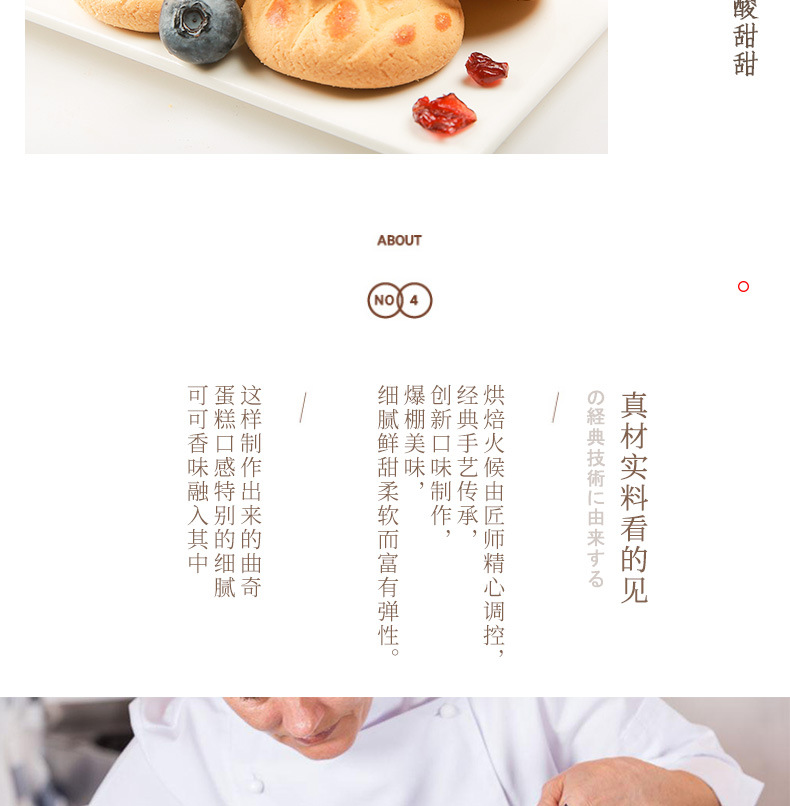 酸甜甜
ABOUT
NO 4
真材实料看的见
の経典技術に由来する
烘焙火候由匠师精心调控，
经典手艺传承，
创新口味制作，
爆棚美味，
细腻鲜甜柔软而富有弹性。
这样制作出来的曲奇
蛋糕口感特别的细腻
可可香味融入其中